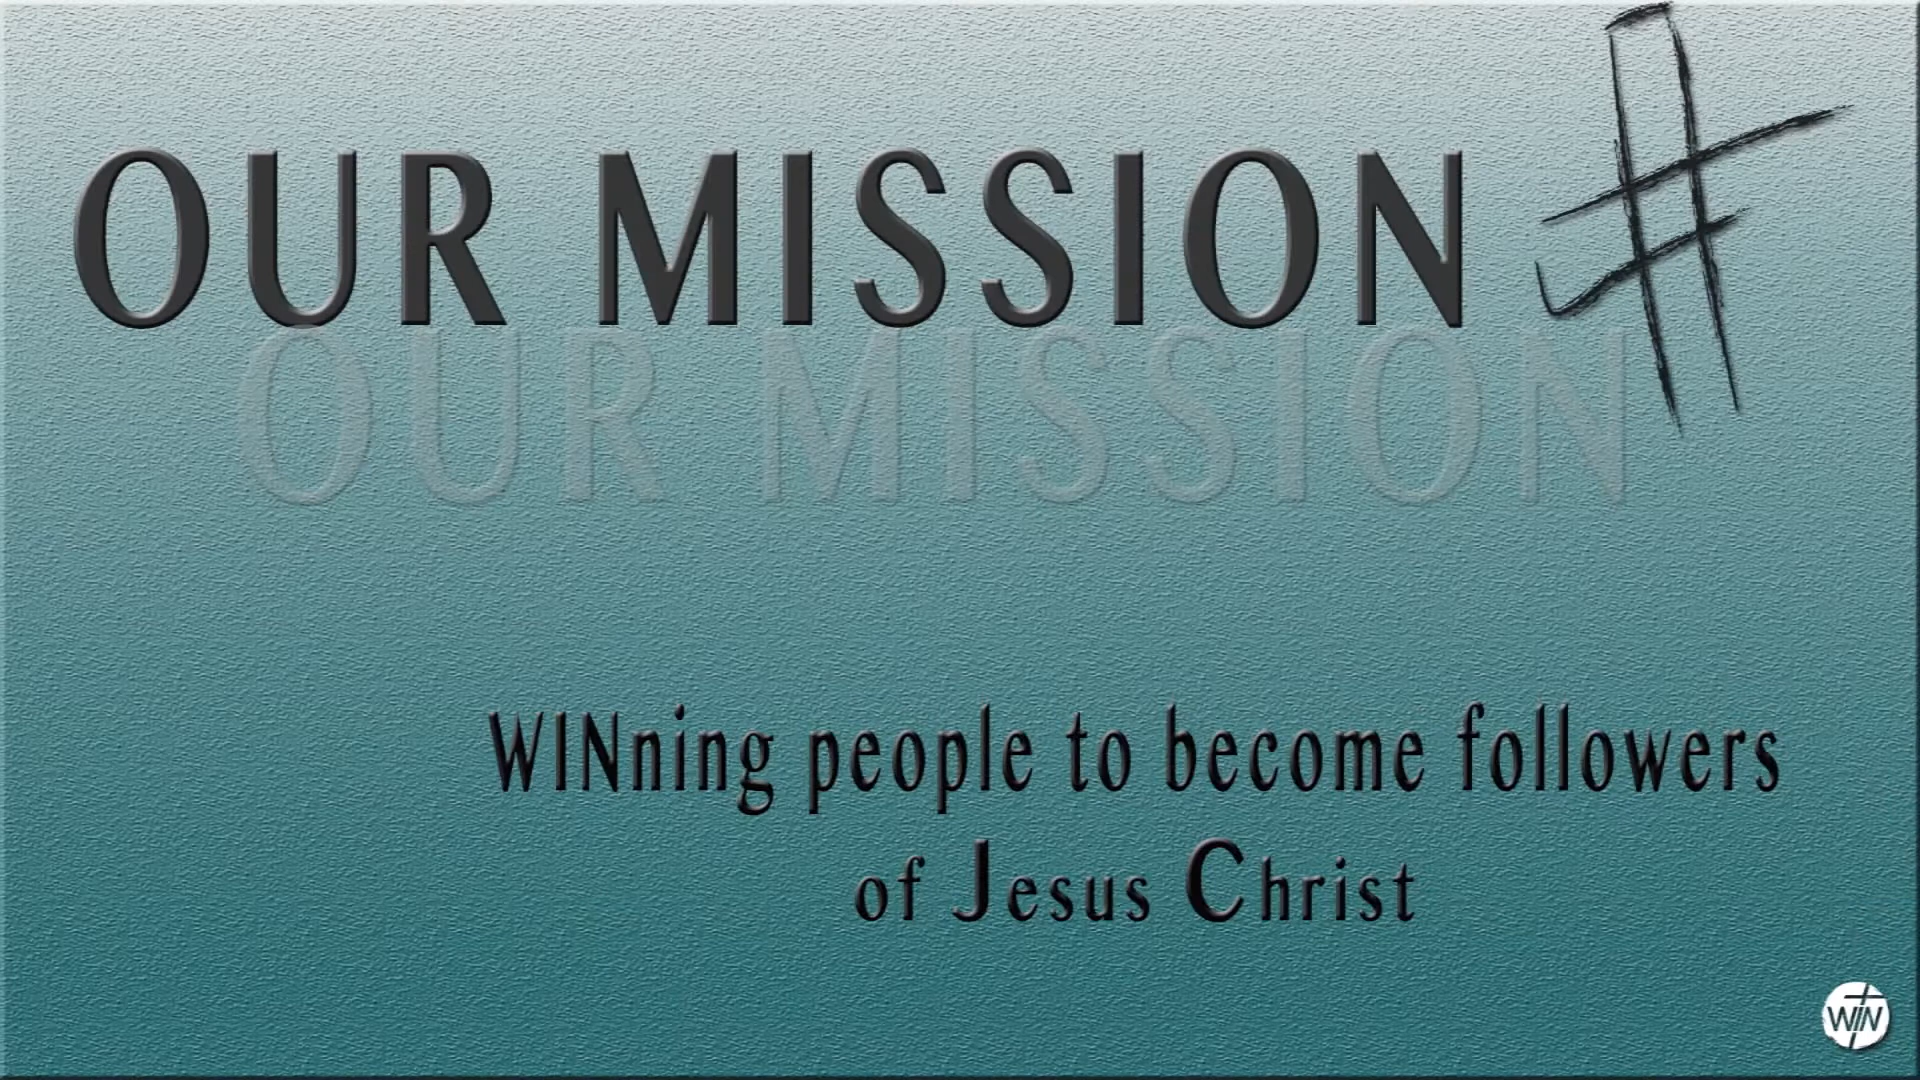 OUR MISSION
OUR MISSION
WINning people to become followers
of Jesus Christ
WIN